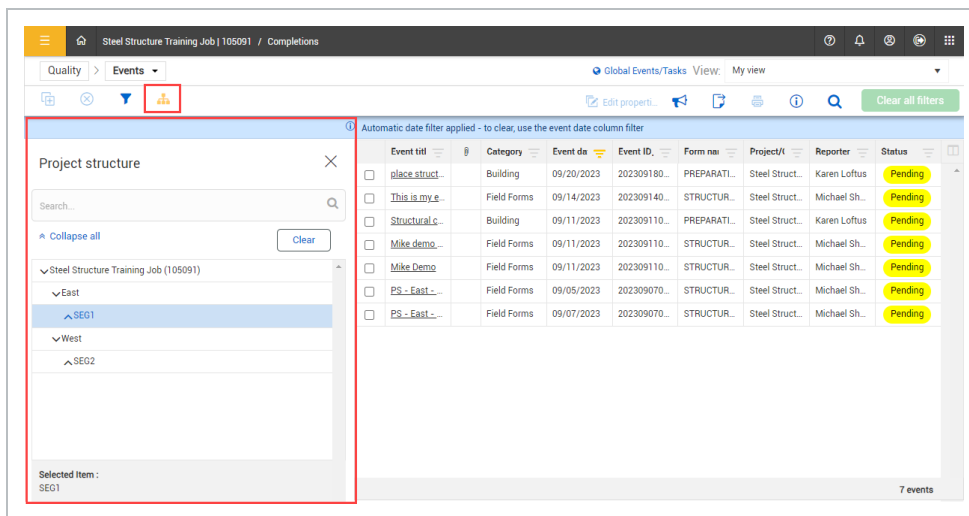 Steel Structure Training Job | 105091 / Completions
Quality > Events
Global Events/Tasks View: My view
Edit properti... Clear all filters
Automatic date filter applied - to clear, use the event date column filter
Project structure
Search...
Collapse all Clear
Steel Structure Training Job (105091)
East
SEG1
West
SEG2
Selected Item :
SEG1
Event titl Category Event da Event ID, Form nar Project/( Reporter Status
place struct... Building 09/20/2023 202309180... PREPARATI... Steel Struct... Karen Loftus Pending
This is my e... Field Forms 09/14/2023 202309140... STRUCTUR... Steel Struct... Michael Sh... Pending
Structural c... Building 09/11/2023 202309110... PREPARATI... Steel Struct... Karen Loftus Pending
Mike demo ... Field Forms 09/11/2023 202309110... STRUCTUR... Steel Struct... Michael Sh... Pending
Mike Demo Field Forms 09/11/2023 202309110... STRUCTUR... Steel Struct... Michael Sh... Pending
PS - East - ... Field Forms 09/05/2023 202309070... STRUCTUR... Steel Struct... Michael Sh... Pending
PS - East - ... Field Forms 09/07/2023 202309070... STRUCTUR... Steel Struct... Michael Sh... Pending
7 events